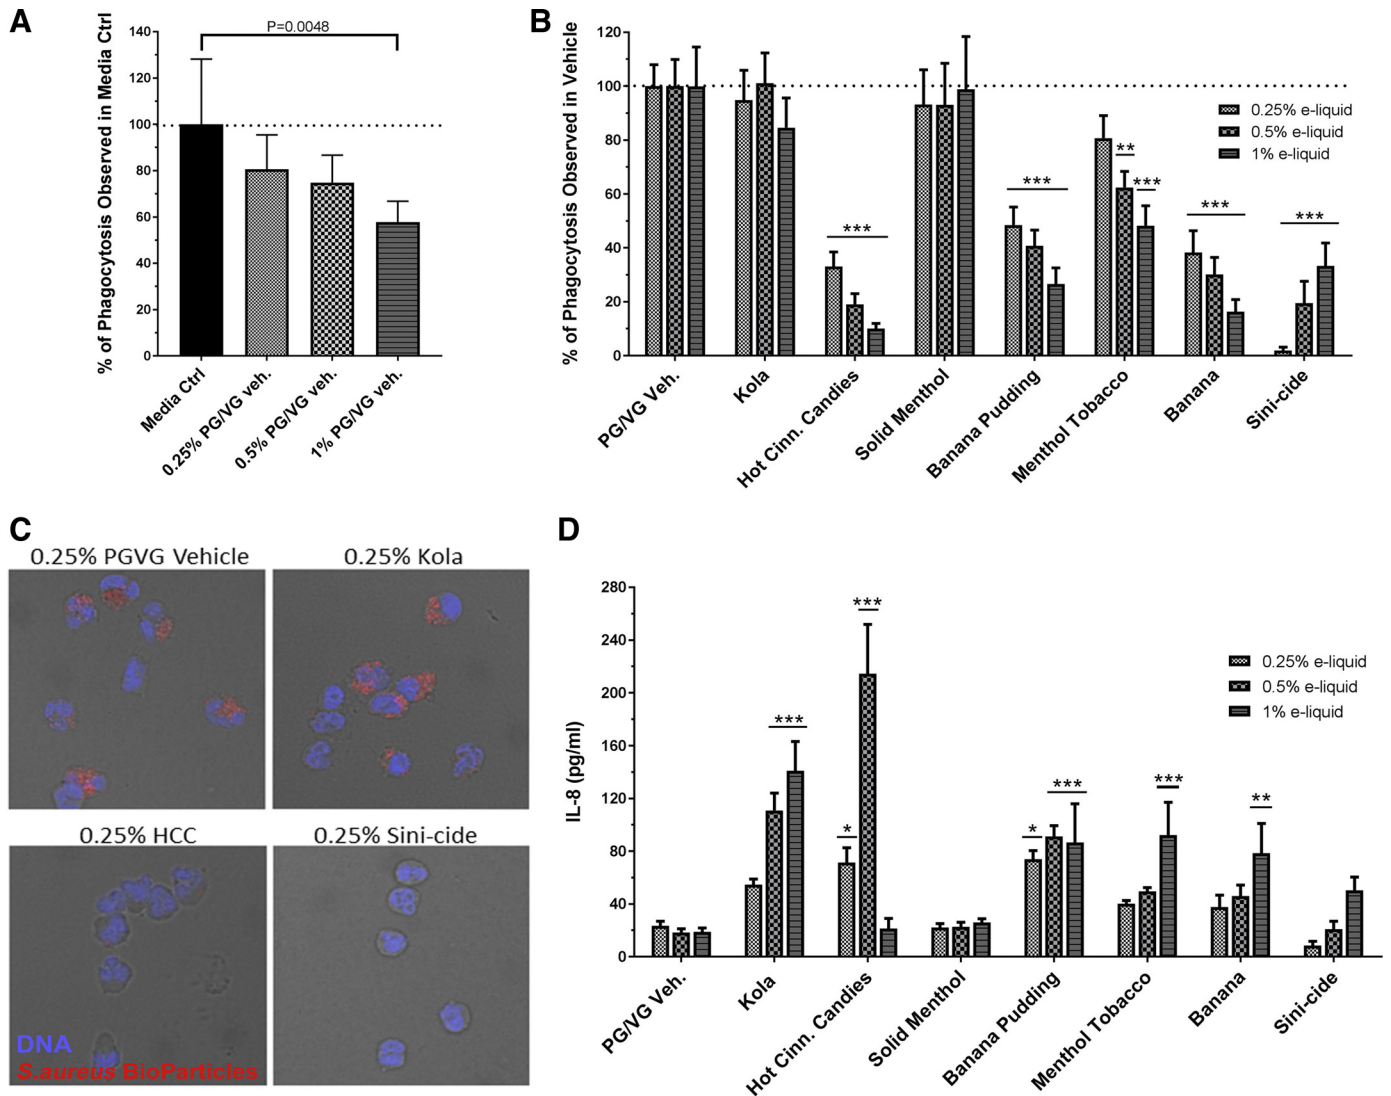 A
% of Phagocytosis Observed in Media Ctrl
140
120
100
80
60
40
20
0
P=0.0048
Media Ctrl
0.25% PG/VG veh.
0.5% PG/VG veh.
1% PG/VG veh.
B
% of Phagocytosis Observed in Vehicle
120
100
80
60
40
20
0
0.25% e-liquid
0.5% e-liquid
1% e-liquid
***
***
**
***
***
***
PG/VG Veh.
Kola
Hot Cinn. Candies
Solid Menthol
Banana Pudding
Menthol Tobacco
Banana
Sini-cide
C
0.25% PGVG Vehicle
0.25% Kola
0.25% HCC
0.25% Sini-cide
DNA
S.aureus BioParticles
D
IL-8 (pg/ml)
280
240
200
160
120
80
40
0
0.25% e-liquid
0.5% e-liquid
1% e-liquid
***
*
***
*
***
***
**
PG/VG Veh.
Kola
Hot Cinn. Candies
Solid Menthol
Banana Pudding
Menthol Tobacco
Banana
Sini-cide